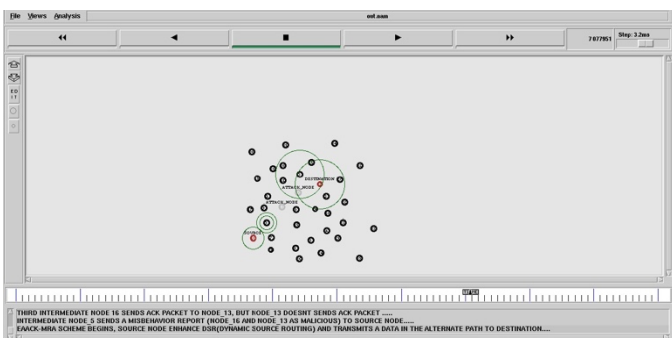 File Views Analysis out.nam
7.077951 Step: 3.2ms
DESTINATION
ATTACK_NODE
ATTACK_NODE
SOURCE
THIRD INTERMEDIATE NODE 16 SENDS ACK PACKET TO NODE_13, BUT NODE_13 DOESNT SENDS ACK PACKET .....
INTERMEDIATE NODE_5 SENDS A MISBEHAVIOR REPORT (NODE_16 AND NODE_13 AS MALICIOUS) TO SOURCE NODE.....
EAACK-MRA SCHEME BEGINS, SOURCE NODE ENHANCE DSR(DYNAMIC SOURCE ROUTING) AND TRANSMITS A DATA IN THE ALTERNATE PATH TO DESTINATION....